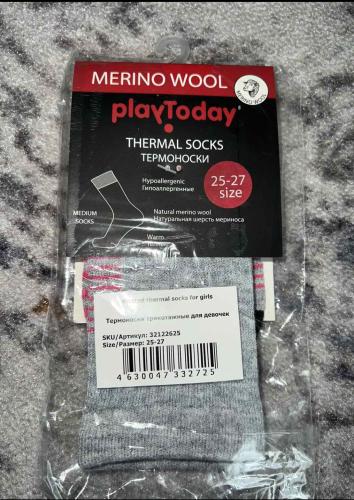 MERINO WOOL
MERINO WOOL
playToday
THERMAL SOCKS
ТЕРМОНОСКИ
Hypoallergenic
Гипоаллергенные
25-27
size
MEDIUM
SOCKS
Natural merino wool
Натуральная шерсть мериноса
Warm
thermal socks for girls
Термоноски трикотажные для девочек
SKU/Артикул: 32122625
Size/Размер: 25-27
4 630047 332725